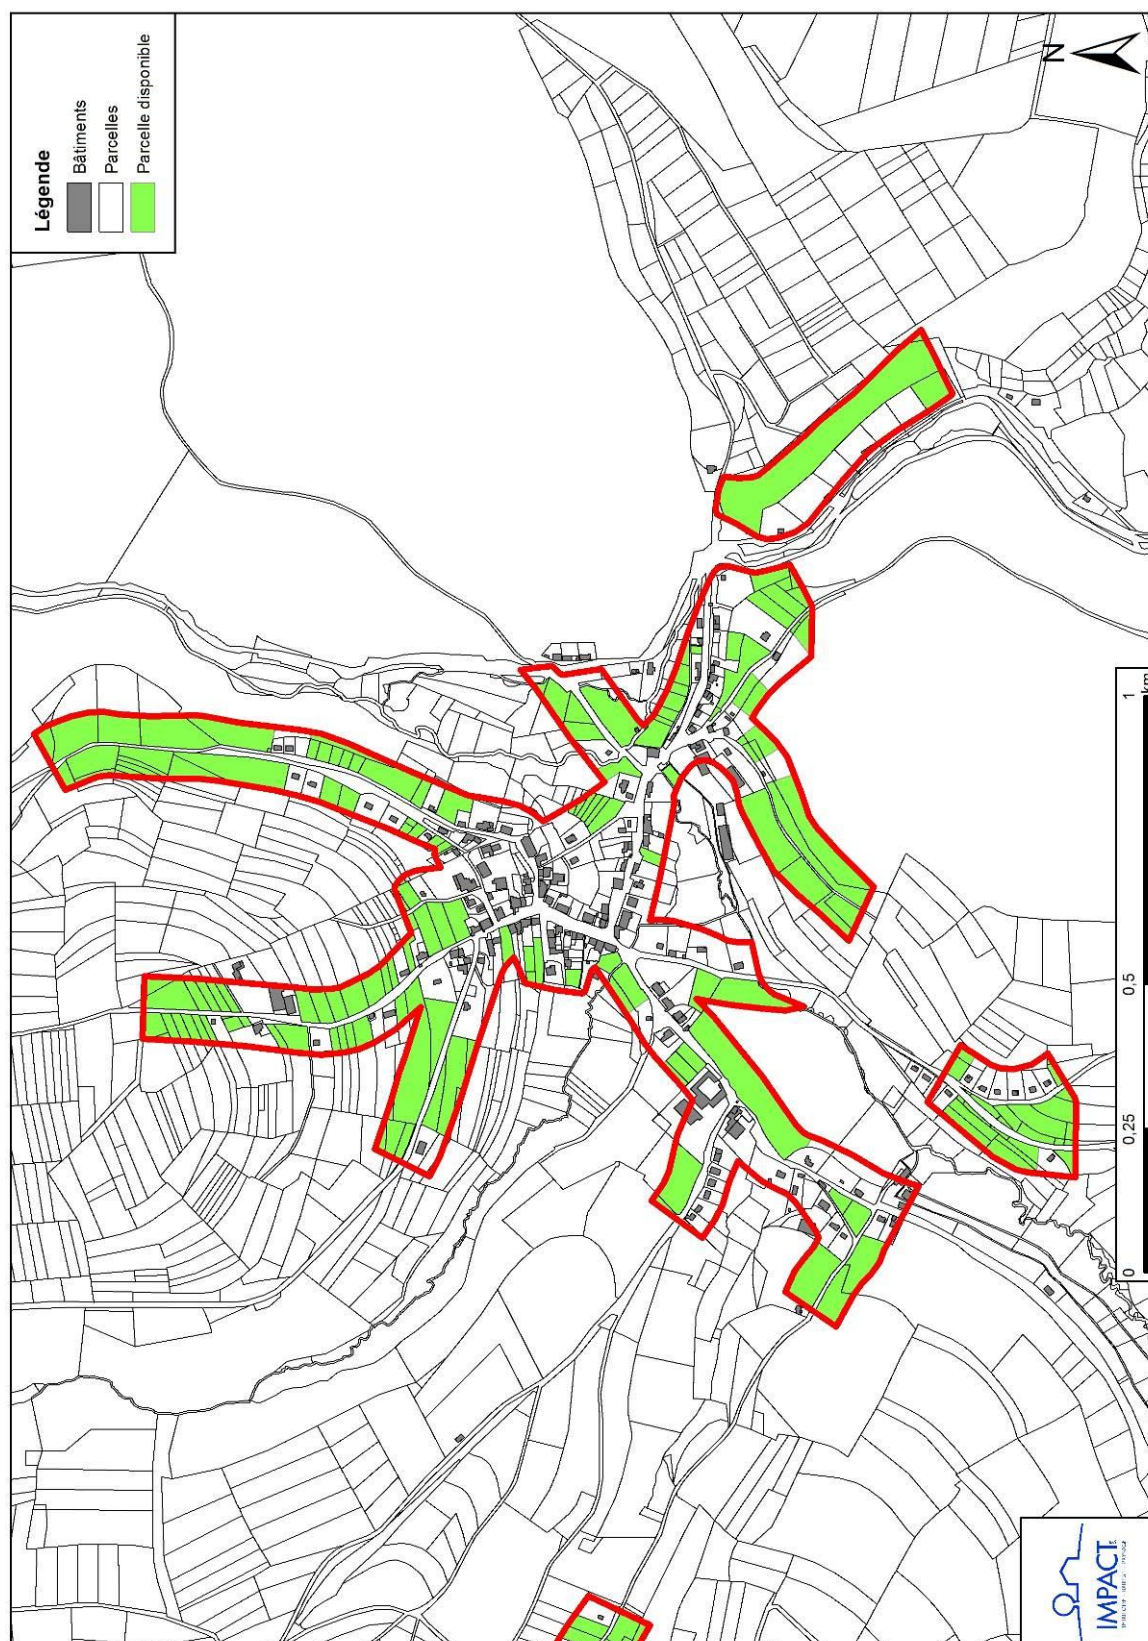 Légende
Bâtiments
Parcelles
Parcelle disponible
N
0 0,25 0,5 1
km
IMPACT